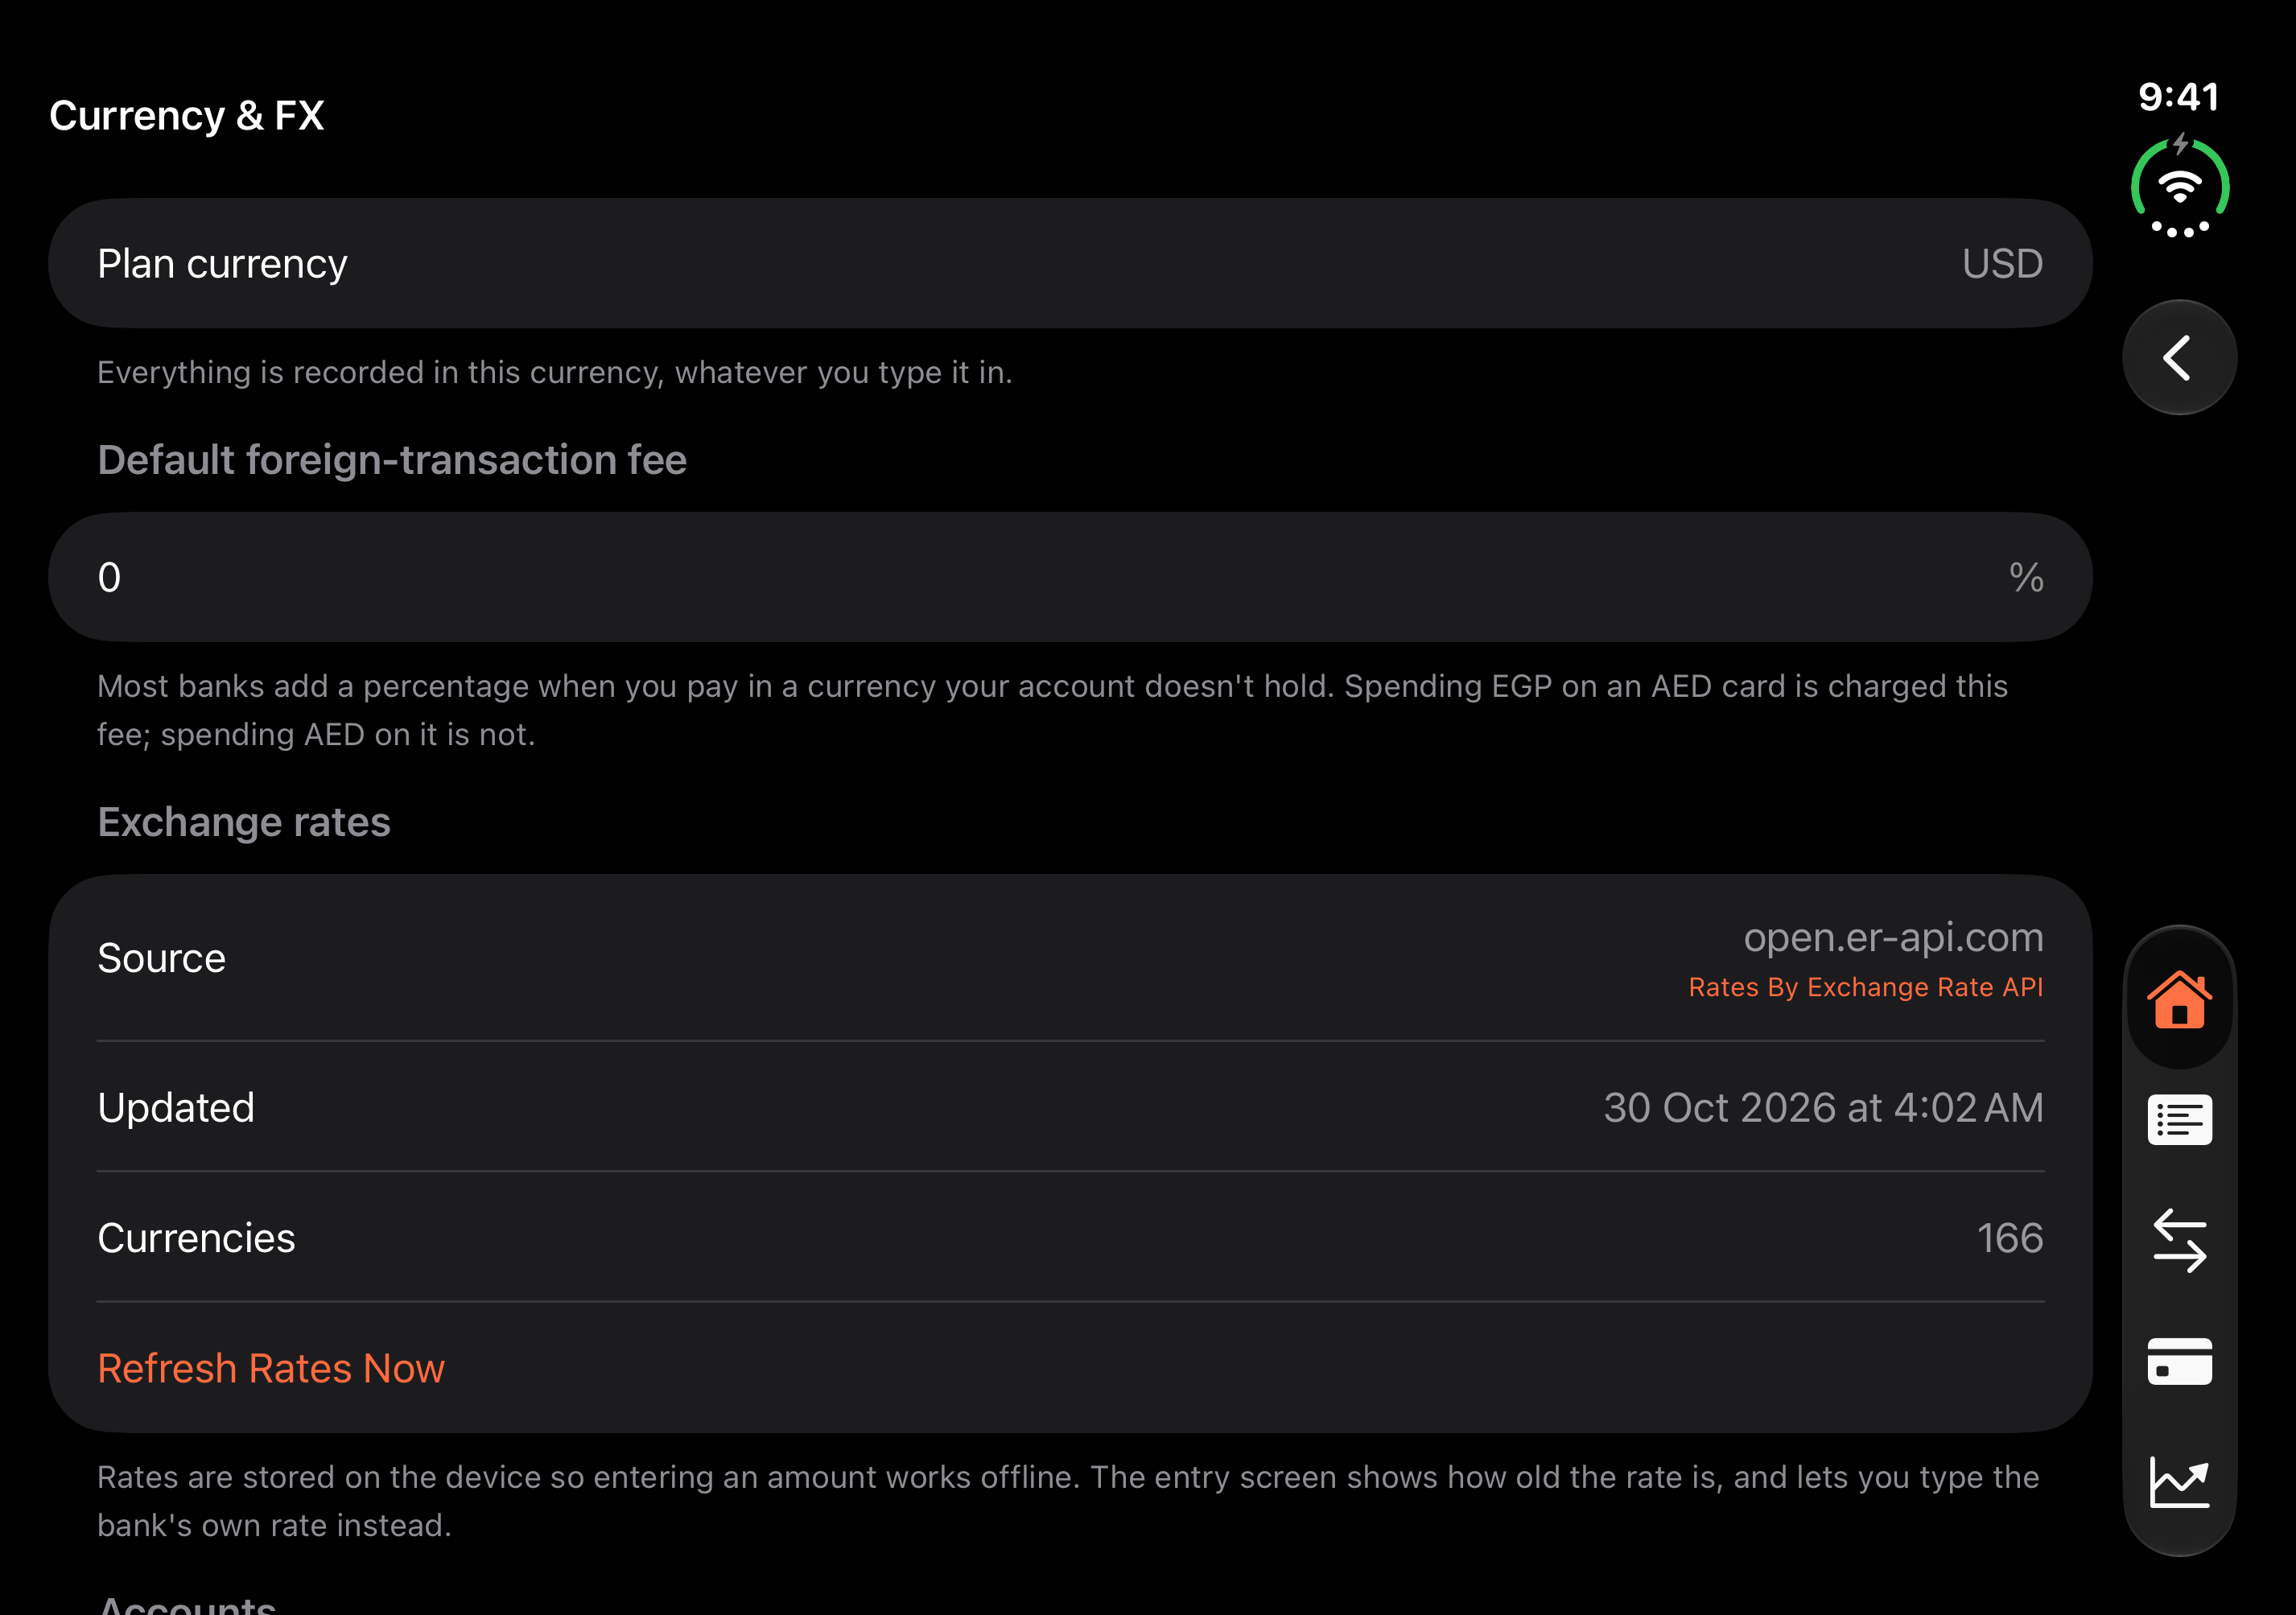 Currency & FX
9:41
Plan currency
USD
Everything is recorded in this currency, whatever you type it in.
Default foreign-transaction fee
0
%
Most banks add a percentage when you pay in a currency your account doesn't hold. Spending EGP on an AED card is charged this
fee; spending AED on it is not.
Exchange rates
Source
open.er-api.com
Rates By Exchange Rate API
Updated
30 Oct 2026 at 4:02 AM
Currencies
166
Refresh Rates Now
Rates are stored on the device so entering an amount works offline. The entry screen shows how old the rate is, and lets you type the
bank's own rate instead.
Accounts